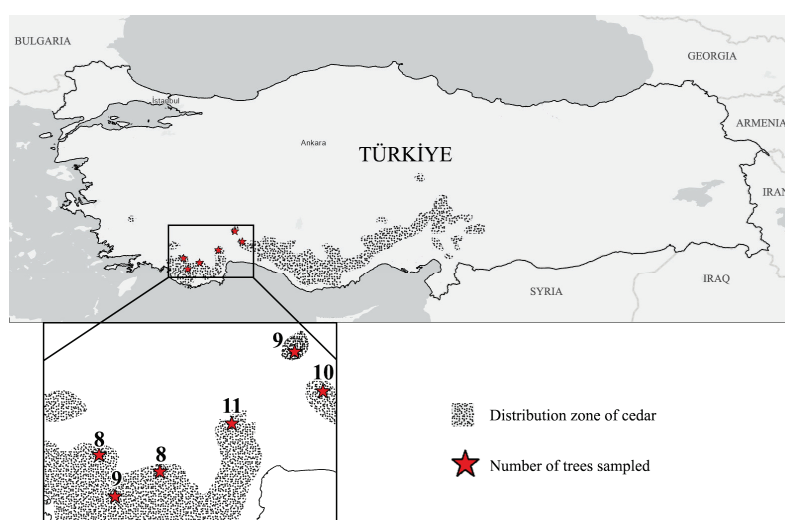 BULGARIA
GEORGIA
İstanbul
ARMENIA
Ankara
TÜRKİYE
IRAN
IRAQ
SYRIA
9
10
11
8
8
9
Distribution zone of cedar
Number of trees sampled